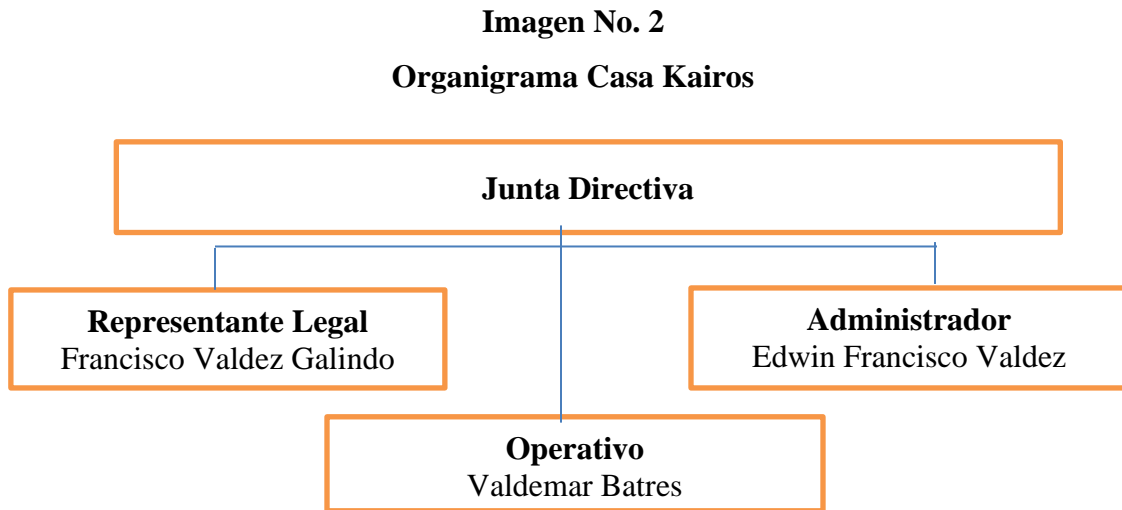 Imagen No. 2
Organigrama Casa Kairos
Junta Directiva
Representante Legal
Francisco Valdez Galindo
Administrador
Edwin Francisco Valdez
Operativo
Valdemar Batres